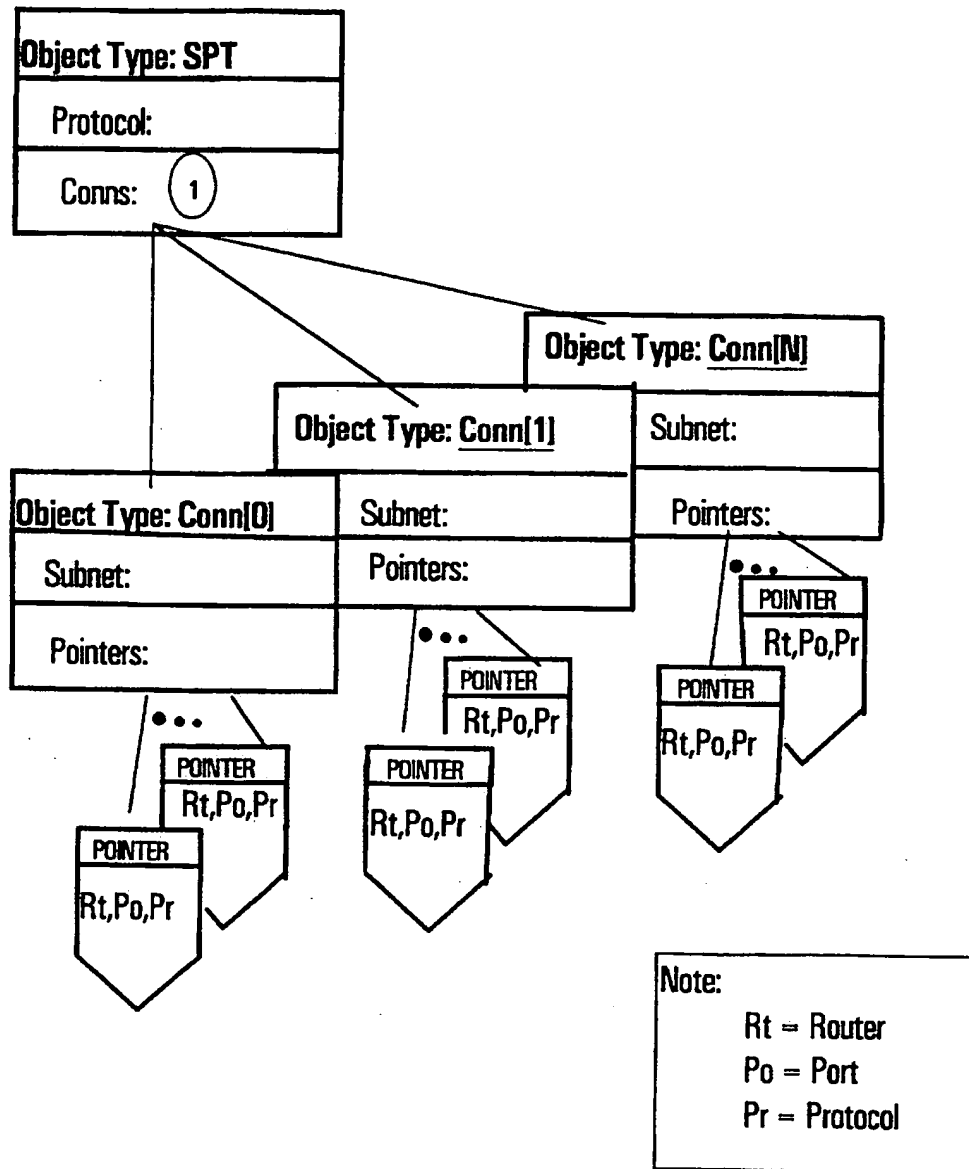 Object Type: SPT
Protocol:
Conns: 1
Object Type: Conn[N]
Subnet:
Pointers:
Object Type: Conn[1]
Subnet:
Pointers:
Object Type: Conn[0]
Subnet:
Pointers:
POINTER
Rt,Po,Pr
POINTER
Rt,Po,Pr
POINTER
Rt,Po,Pr
POINTER
Rt,Po,Pr
POINTER
Rt,Po,Pr
POINTER
Rt,Po,Pr
Note:
Rt = Router
Po = Port
Pr = Protocol